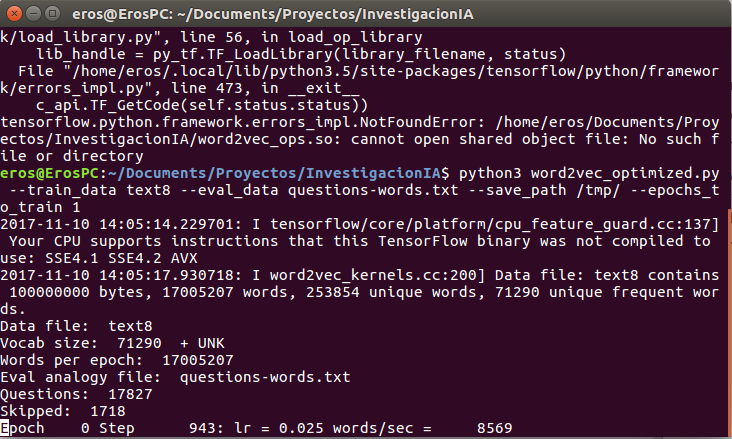 eros@ErosPC: ~/Documents/Proyectos/InvestigacionIA
k/load_library.py", line 56, in load_op_library
    lib_handle = py_tf.TF_LoadLibrary(library_filename, status)
  File "/home/eros/.local/lib/python3.5/site-packages/tensorflow/python/framewor
k/errors_impl.py", line 473, in __exit__
    c_api.TF_GetCode(self.status.status))
tensorflow.python.framework.errors_impl.NotFoundError: /home/eros/Documents/Proy
ectos/InvestigacionIA/word2vec_ops.so: cannot open shared object file: No such f
ile or directory
eros@ErosPC:~/Documents/Proyectos/InvestigacionIA$ python3 word2vec_optimized.py
 --train_data text8 --eval_data questions-words.txt --save_path /tmp/ --epochs_t
o_train 1
2017-11-10 14:05:14.229701: I tensorflow/core/platform/cpu_feature_guard.cc:137]
 Your CPU supports instructions that this TensorFlow binary was not compiled to
use: SSE4.1 SSE4.2 AVX
2017-11-10 14:05:17.930718: I word2vec_kernels.cc:200] Data file: text8 contains
 100000000 bytes, 17005207 words, 253854 unique words, 71290 unique frequent wor
ds.
Data file:  text8
Vocab size:  71290  + UNK
Words per epoch:  17005207
Eval analogy file:  questions-words.txt
Questions:  17827
Skipped:  1718
Epoch    0 Step      943: lr = 0.025 words/sec =     8569